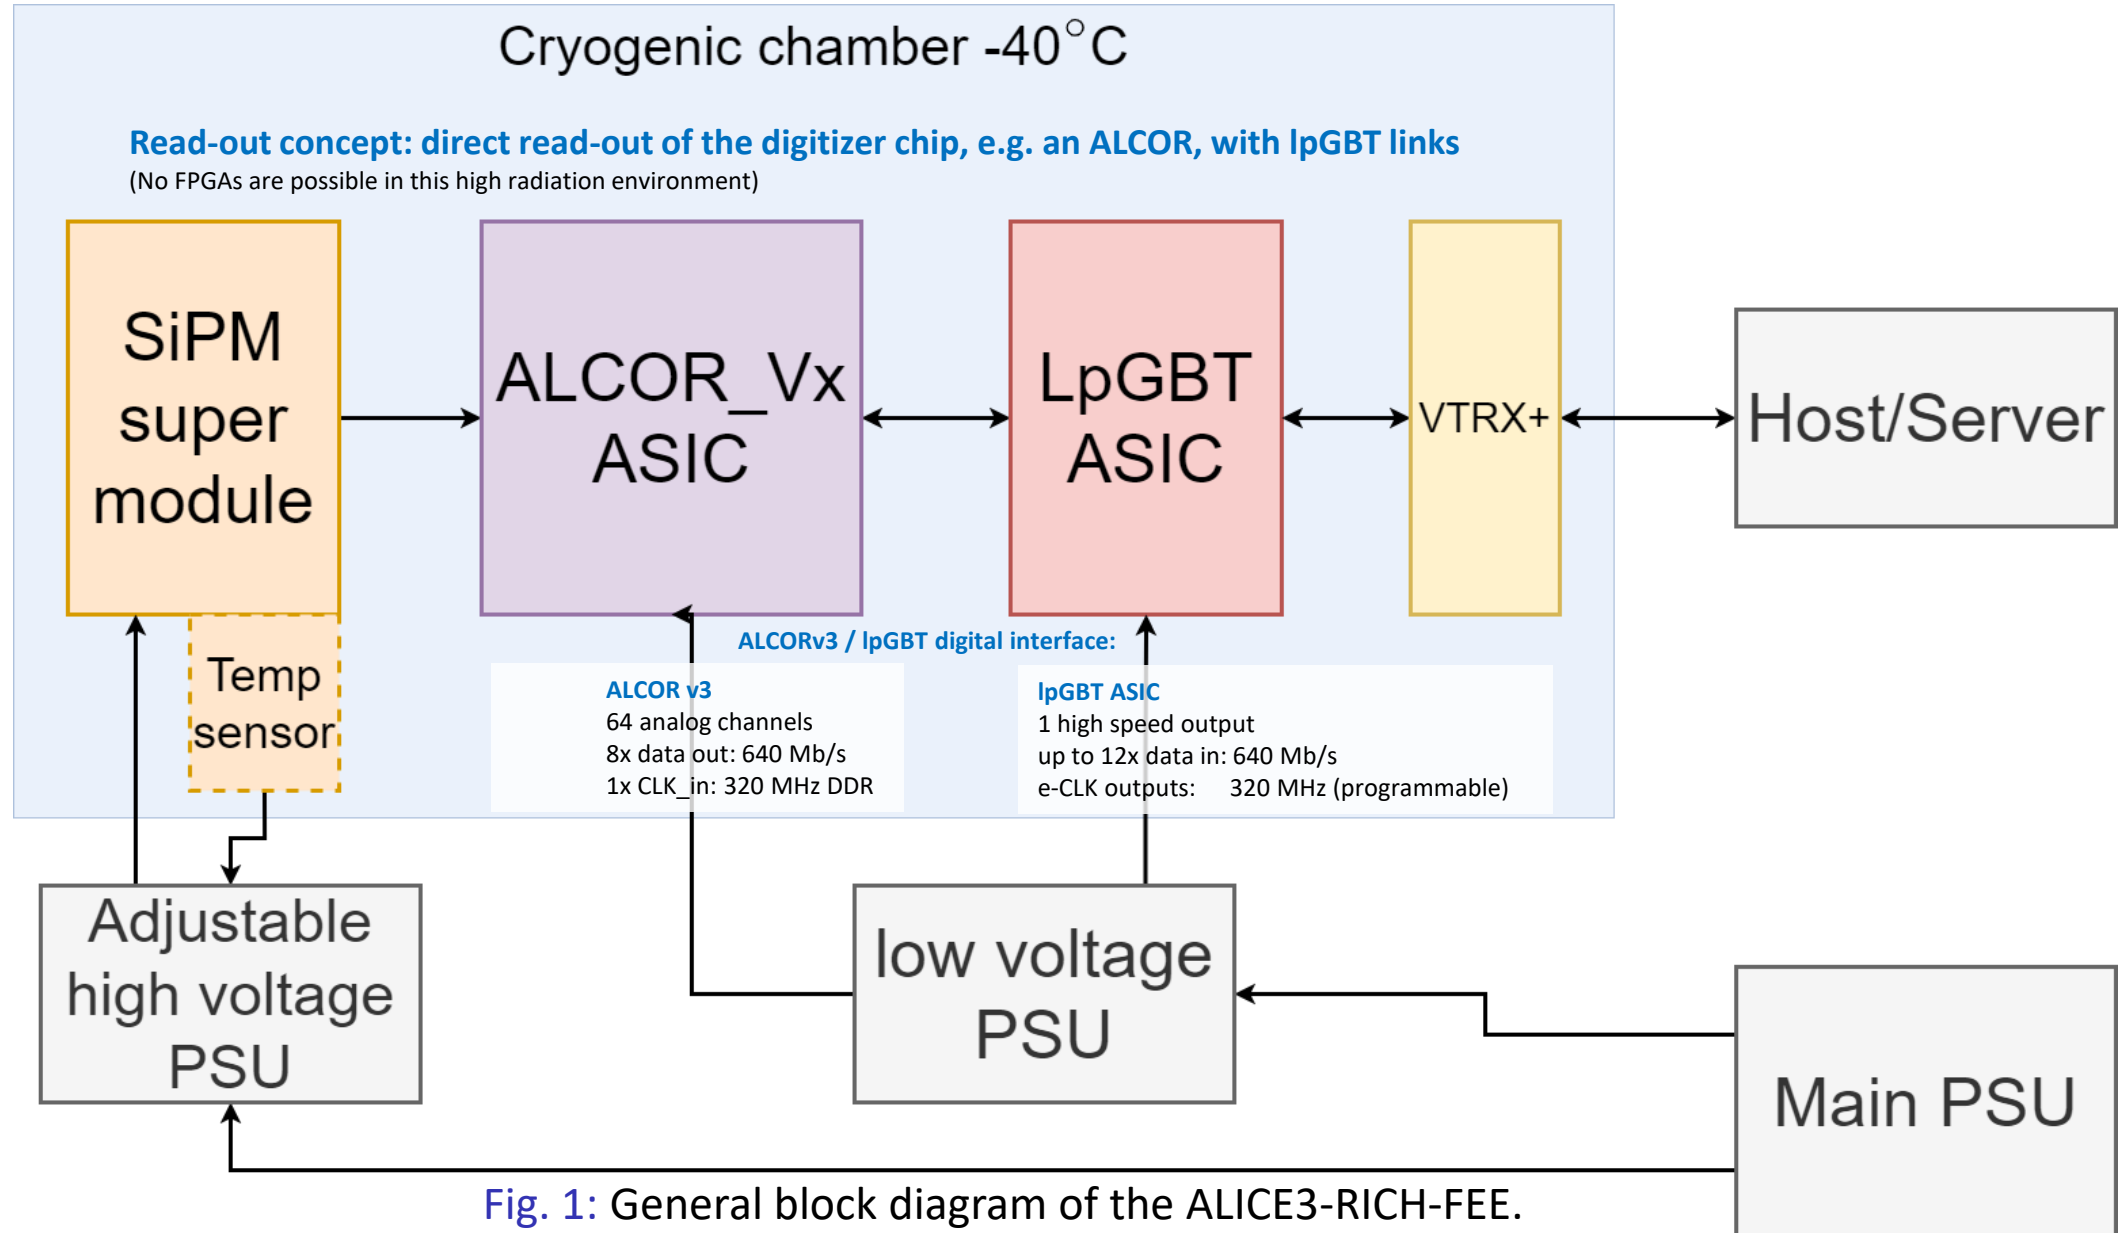 Cryogenic chamber -40°C
Read-out concept: direct read-out of the digitizer chip, e.g. an ALCOR, with lpGBT links
(No FPGAs are possible in this high radiation environment)
SiPM
super
module
ALCOR_Vx
ASIC
LpGBT
ASIC
VTRX+
Host/Server
Temp
sensor
ALCORv3 / lpGBT digital interface:
ALCOR v3
64 analog channels
8x data out: 640 Mb/s
1x CLK_in: 320 MHz DDR
lpGBT ASIC
1 high speed output
up to 12x data in: 640 Mb/s
e-CLK outputs: 320 MHz (programmable)
Adjustable
high voltage
PSU
low voltage
PSU
Main PSU
Fig. 1: General block diagram of the ALICE3-RICH-FEE.